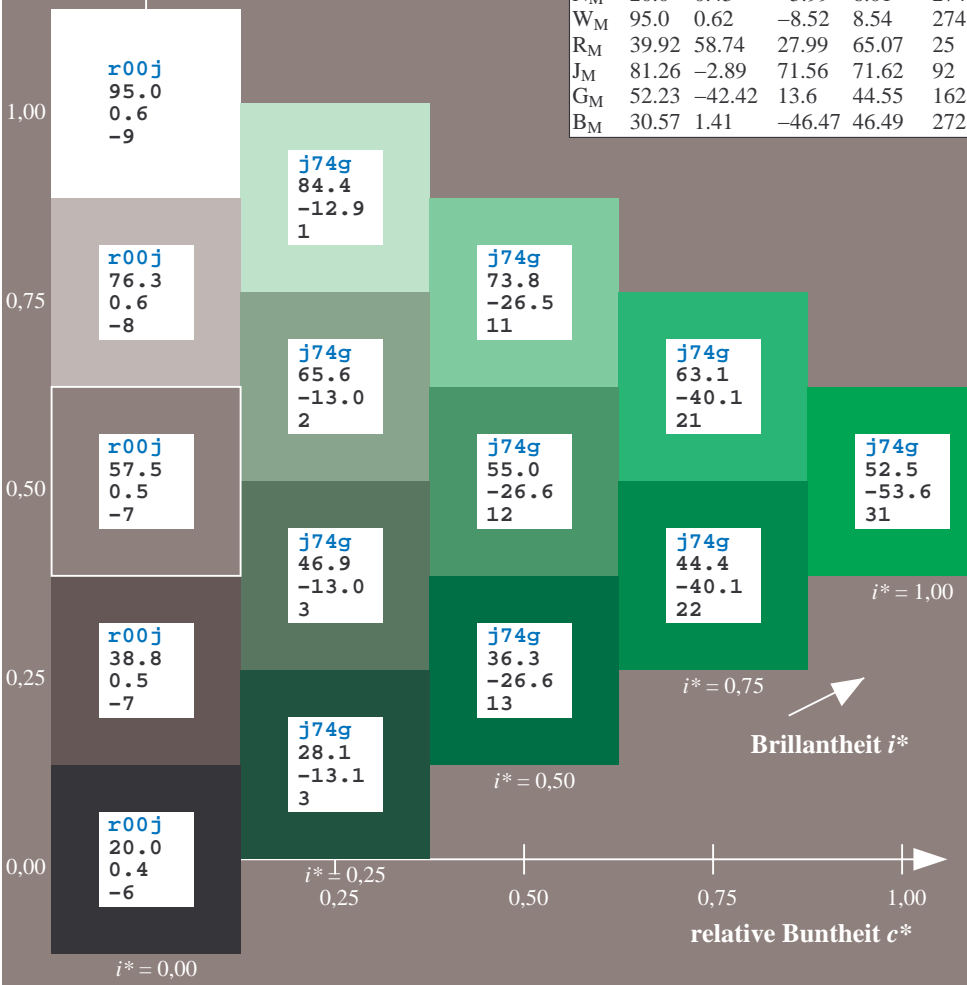 W_M 95.0 0.62 −8.52 8.54 274
R_M 39.92 58.74 27.99 65.07 25
J_M 81.26 −2.89 71.56 71.62 92
G_M 52.23 −42.42 13.6 44.55 162
B_M 30.57 1.41 −46.47 46.49 272
1,00
0,75
0,50
0,25
0,00
r00j
95.0
0.6
−9
r00j
76.3
0.6
−8
r00j
57.5
0.5
−7
r00j
38.8
0.5
−7
r00j
20.0
0.4
−6
i* = 0,00
j74g
84.4
−12.9
1
j74g
65.6
−13.0
2
j74g
46.9
−13.0
3
j74g
28.1
−13.1
3
i* = 0,25
j74g
73.8
−26.5
11
j74g
55.0
−26.6
12
j74g
36.3
−26.6
13
i* = 0,50
j74g
63.1
−40.1
21
j74g
44.4
−40.1
22
i* = 0,75
j74g
52.5
−53.6
31
i* = 1,00
Brillantheit i*
0,25 0,50 0,75 1,00
relative Buntheit c*